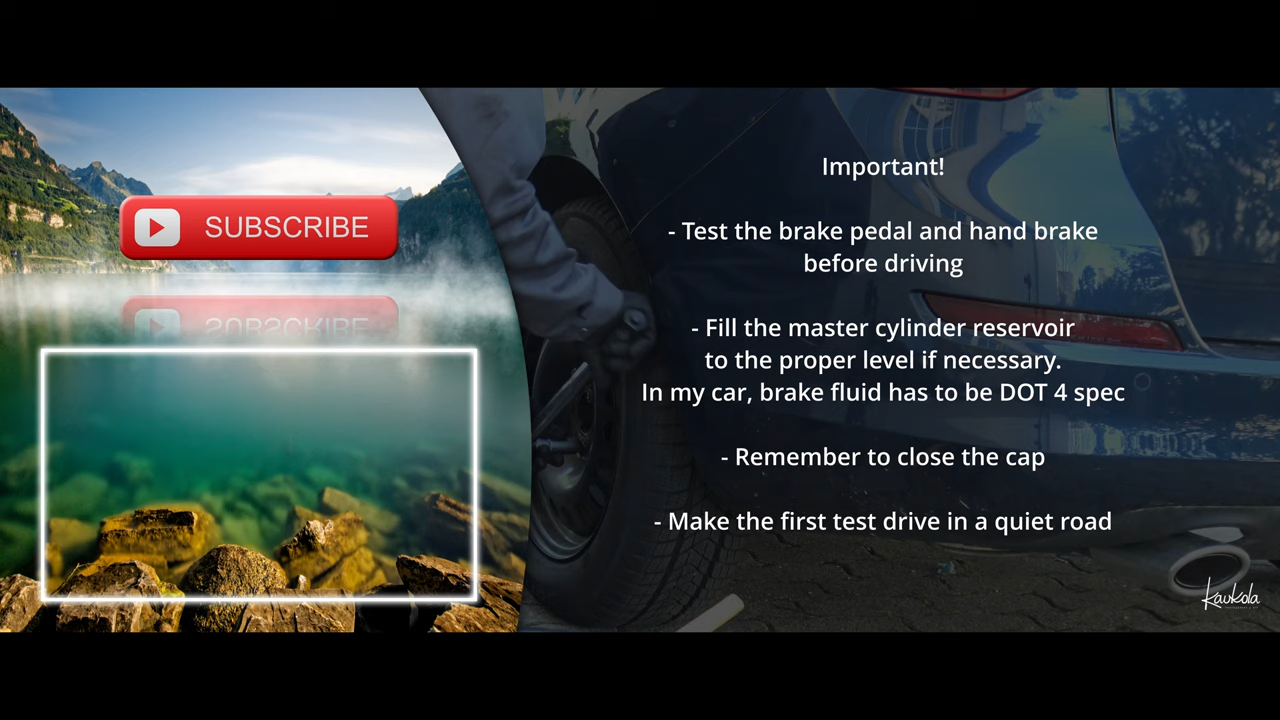 SUBSCRIBE
SUBSCRIBE
Important!
- Test the brake pedal and hand brake
before driving
- Fill the master cylinder reservoir
to the proper level if necessary.
In my car, brake fluid has to be DOT 4 spec
- Remember to close the cap
- Make the first test drive in a quiet road
Kaukola